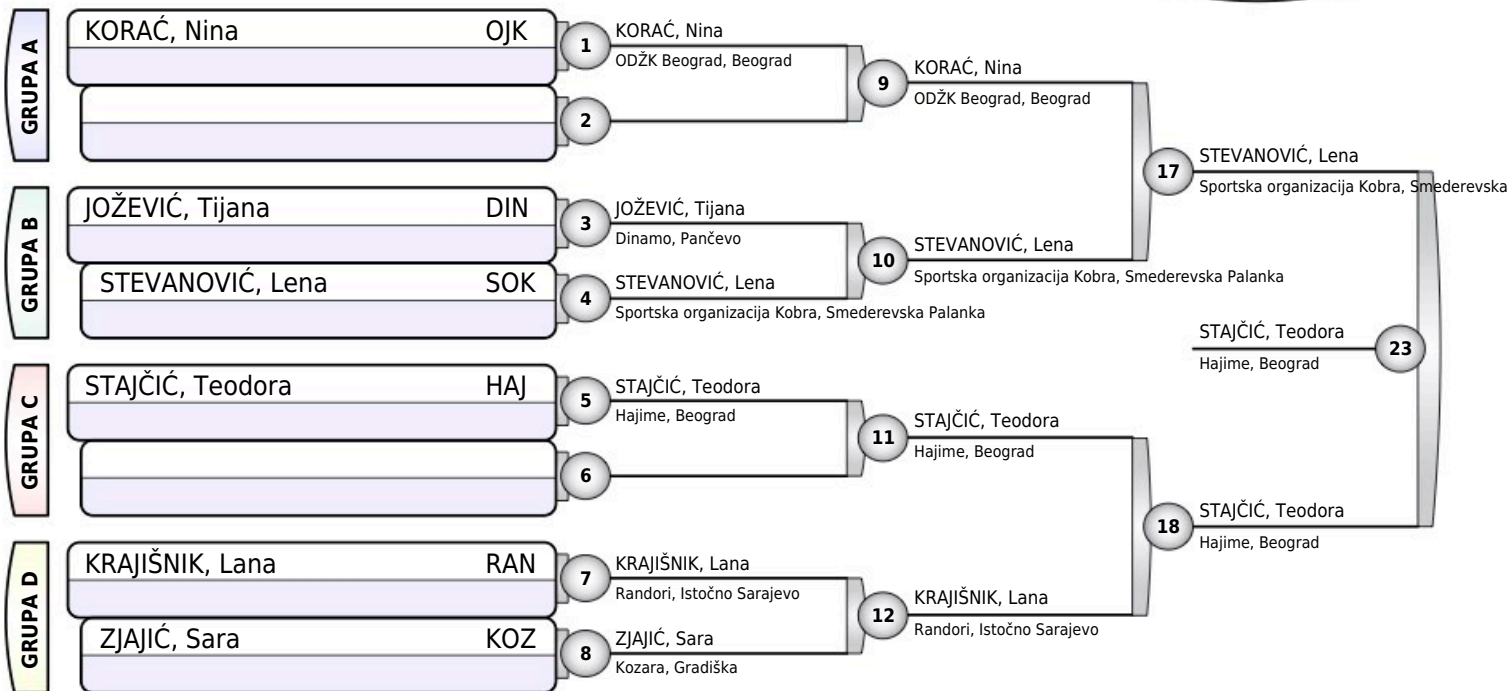 GRUPA A
KORAĆ, Nina OJK
1
KORAĆ, Nina
ODŽK Beograd, Beograd
2
9
KORAĆ, Nina
ODŽK Beograd, Beograd
GRUPA B
JOŽEVIĆ, Tijana DIN
STEVANOVIĆ, Lena SOK
3
JOŽEVIĆ, Tijana
Dinamo, Pančevo
4
STEVANOVIĆ, Lena
Sportska organizacija Kobra, Smederevska Palanka
10
STEVANOVIĆ, Lena
Sportska organizacija Kobra, Smederevska Palanka
17
STEVANOVIĆ, Lena
Sportska organizacija Kobra, Smederevska
GRUPA C
STAJČIĆ, Teodora HAJ
5
STAJČIĆ, Teodora
Hajime, Beograd
6
11
STAJČIĆ, Teodora
Hajime, Beograd
GRUPA D
KRAJIŠNIK, Lana RAN
ZJAJIĆ, Sara KOZ
7
KRAJIŠNIK, Lana
Randori, Istočno Sarajevo
8
ZJAJIĆ, Sara
Kozara, Gradiška
12
KRAJIŠNIK, Lana
Randori, Istočno Sarajevo
18
STAJČIĆ, Teodora
Hajime, Beograd
STAJČIĆ, Teodora
Hajime, Beograd
23